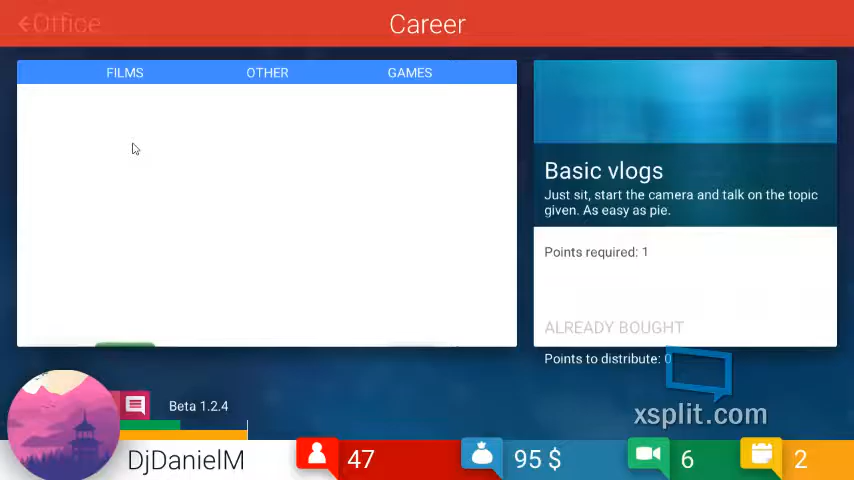 Office
Career
FILMS
OTHER
GAMES
Basic vlogs
Just sit, start the camera and talk on the topic
given. As easy as pie.
Points required: 1
ALREADY BOUGHT
Points to distribute: 0
xsplit.com
Beta 1.2.4
DjDanielM
47
95 $
6
2